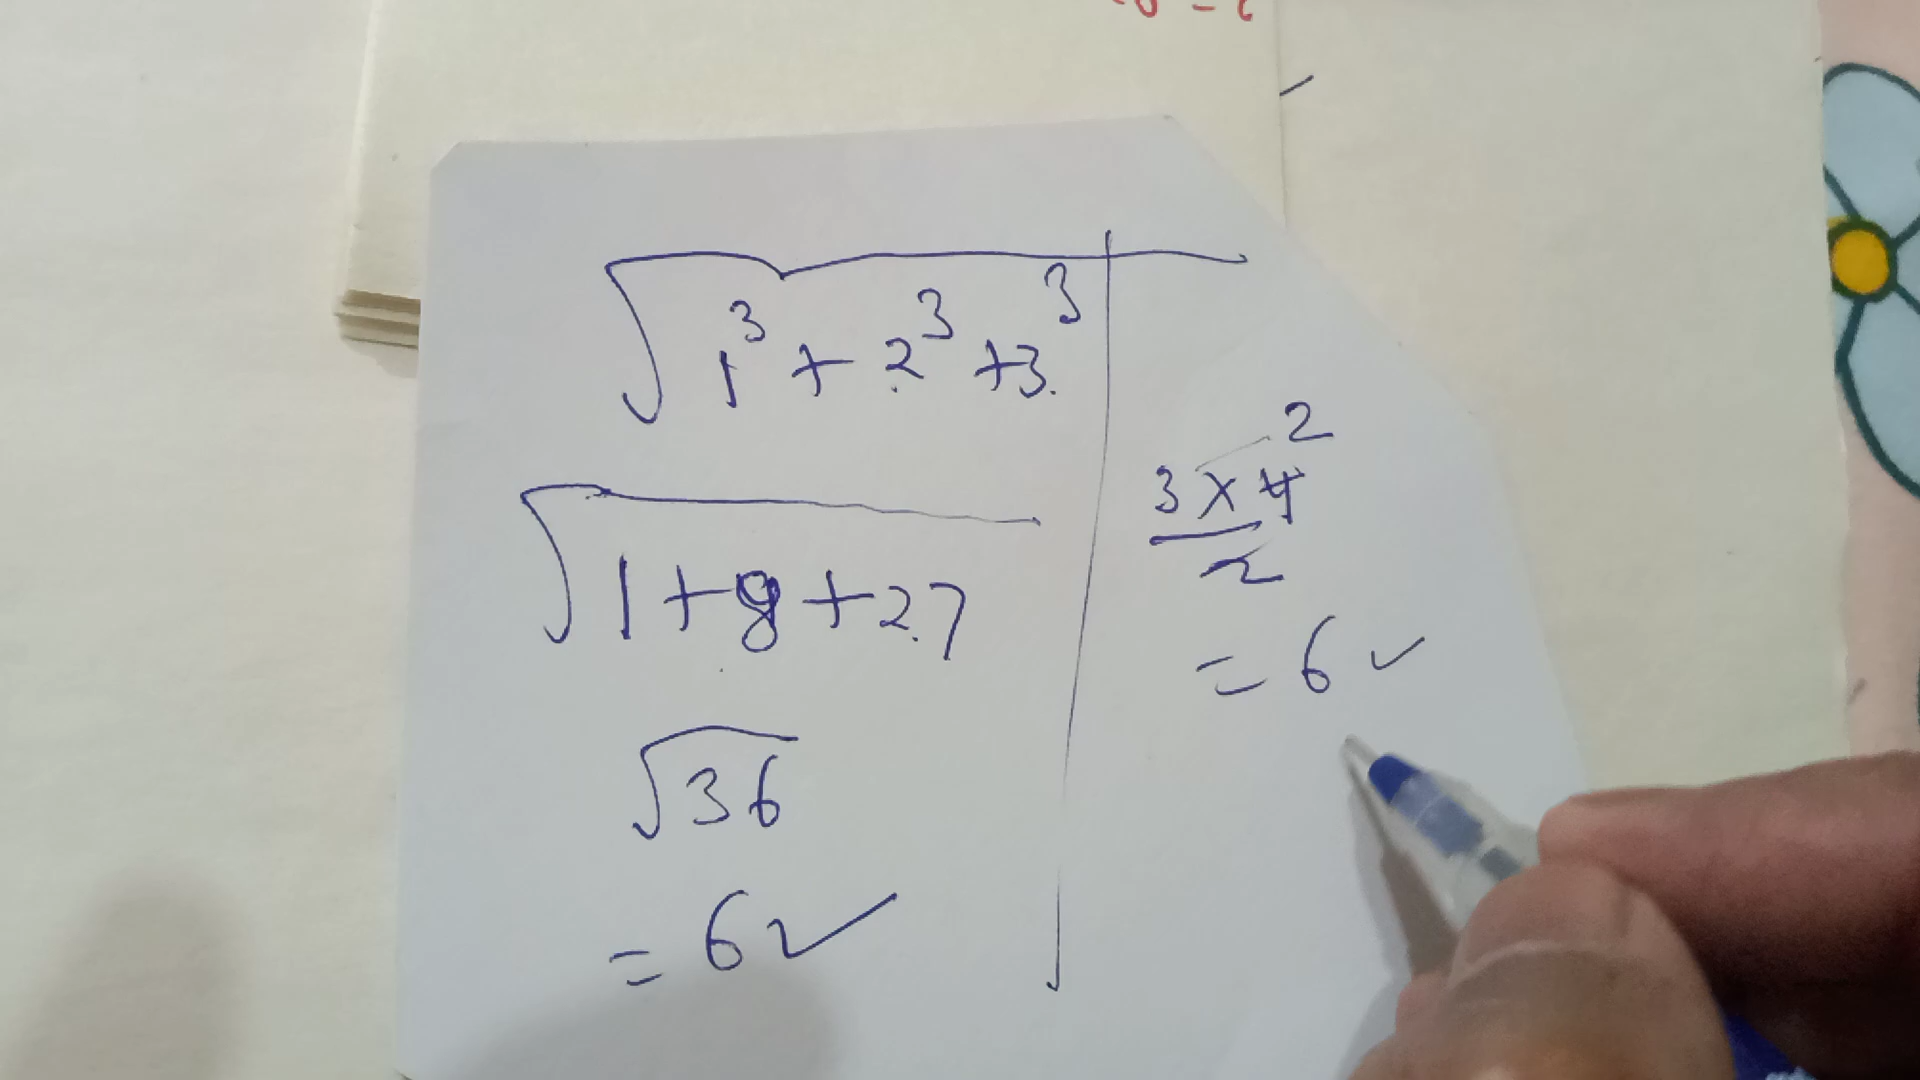 √1³ + 2³ + 3³
√1 + 8 + 27
√36
= 6 ✓
2
3 × 4
2
= 6 ✓